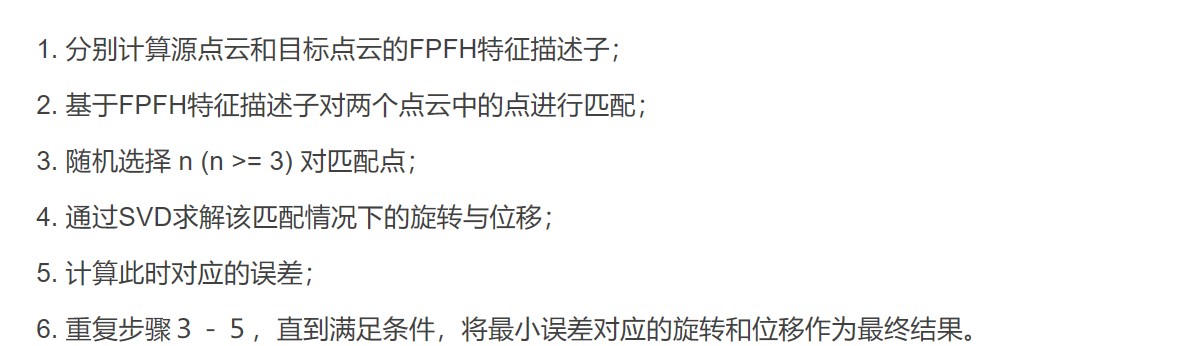 1. 分别计算源点云和目标点云的FPFH特征描述子；
2. 基于FPFH特征描述子对两个点云中的点进行匹配；
3. 随机选择 n (n >= 3) 对匹配点；
4. 通过SVD求解该匹配情况下的旋转与位移；
5. 计算此时对应的误差；
6. 重复步骤３－５，直到满足条件，将最小误差对应的旋转和位移作为最终结果。